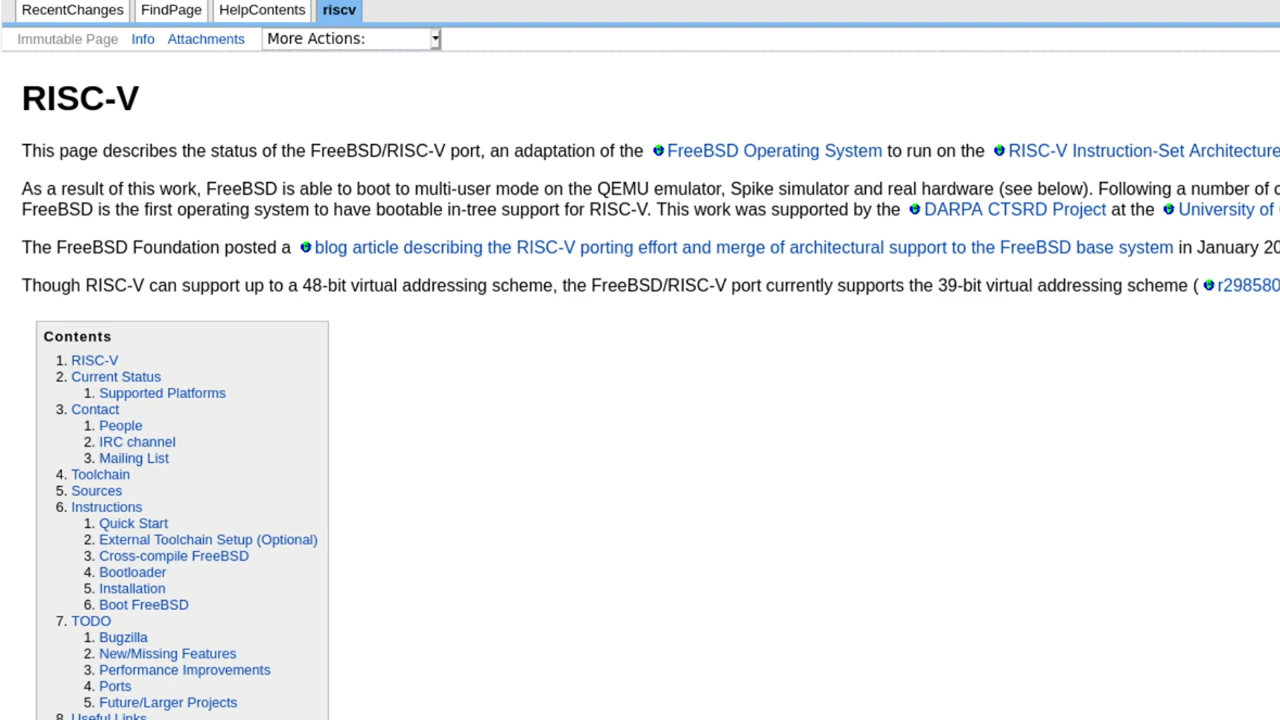 RecentChanges FindPage HelpContents riscv
Immutable Page Info Attachments More Actions:
RISC-V
This page describes the status of the FreeBSD/RISC-V port, an adaptation of the FreeBSD Operating System to run on the RISC-V Instruction-Set Architecture
As a result of this work, FreeBSD is able to boot to multi-user mode on the QEMU emulator, Spike simulator and real hardware (see below). Following a number of
FreeBSD is the first operating system to have bootable in-tree support for RISC-V. This work was supported by the DARPA CTSRD Project at the University of
The FreeBSD Foundation posted a blog article describing the RISC-V porting effort and merge of architectural support to the FreeBSD base system in January 20
Though RISC-V can support up to a 48-bit virtual addressing scheme, the FreeBSD/RISC-V port currently supports the 39-bit virtual addressing scheme ( r298580
Contents
1. RISC-V
2. Current Status
1. Supported Platforms
3. Contact
1. People
2. IRC channel
3. Mailing List
4. Toolchain
5. Sources
6. Instructions
1. Quick Start
2. External Toolchain Setup (Optional)
3. Cross-compile FreeBSD
4. Bootloader
5. Installation
6. Boot FreeBSD
7. TODO
1. Bugzilla
2. New/Missing Features
3. Performance Improvements
4. Ports
5. Future/Larger Projects
8. Useful Links